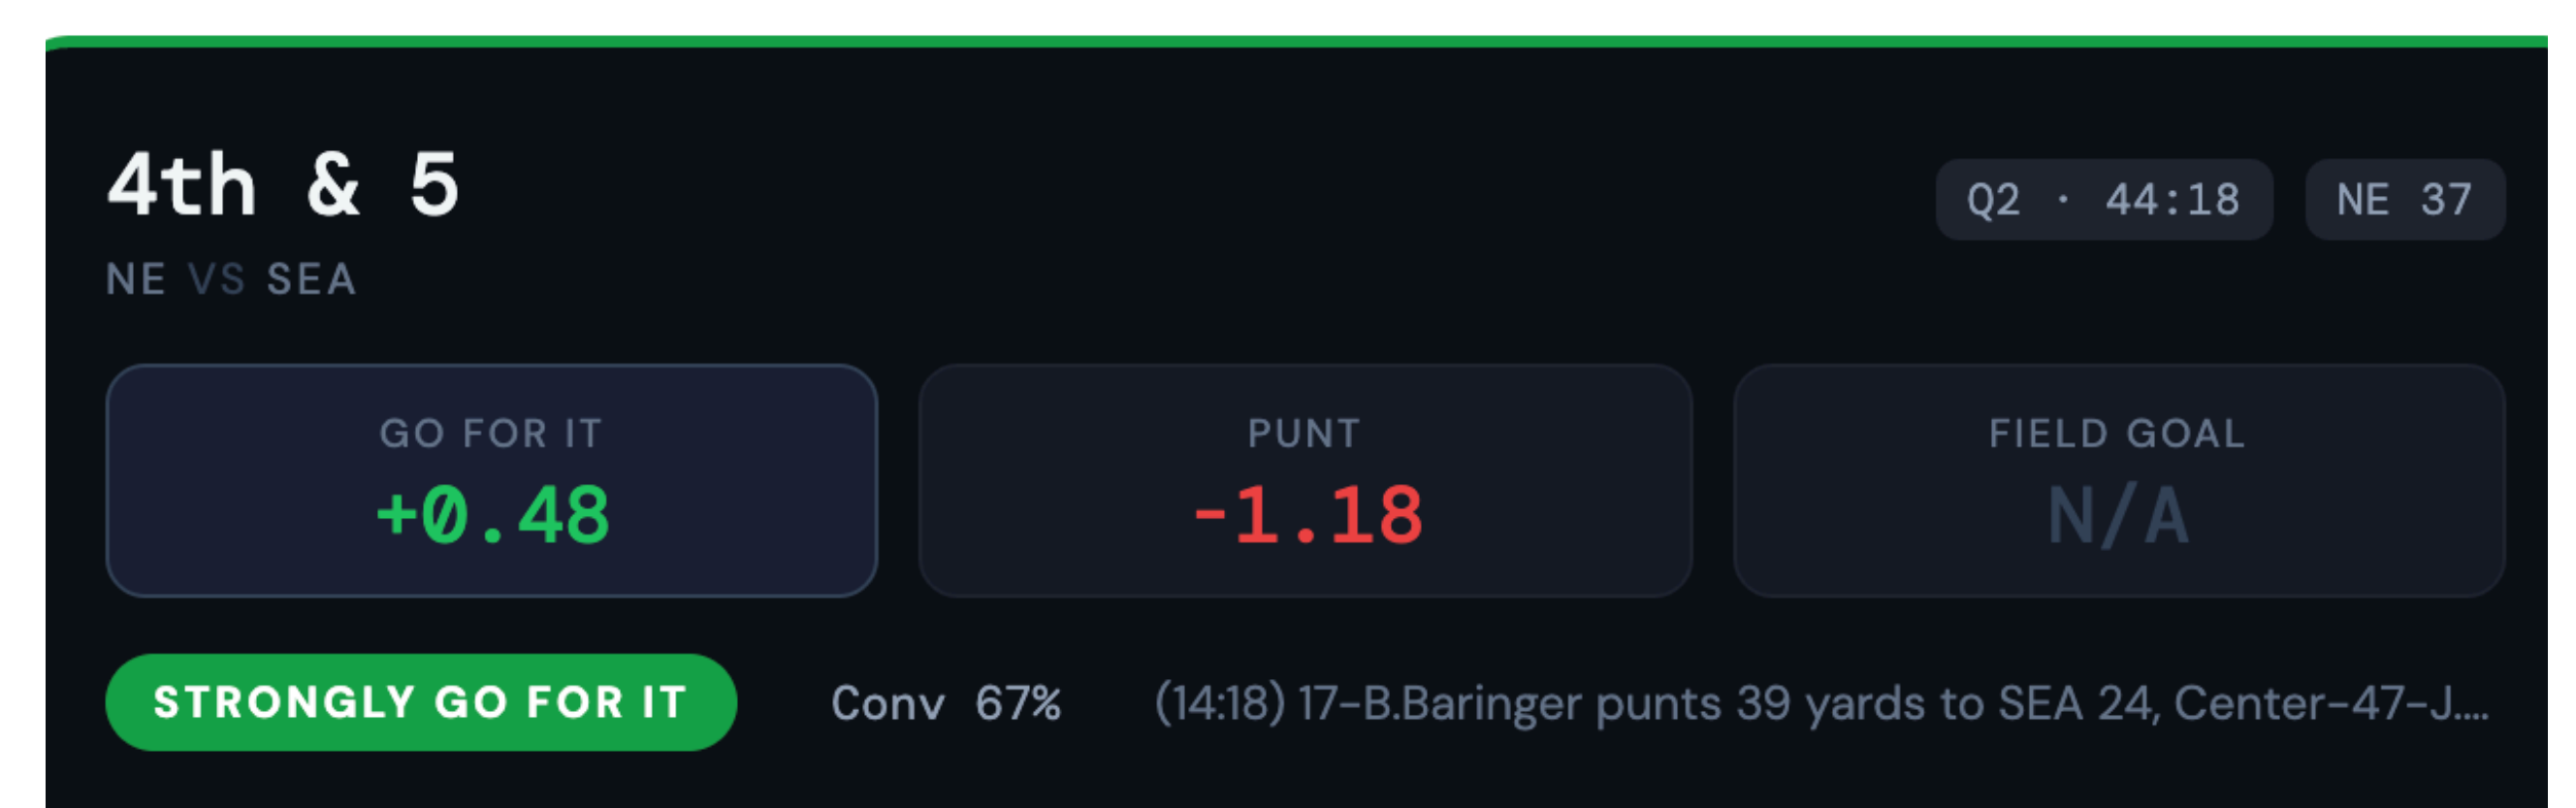 4th & 5
Q2 · 44:18
NE 37
NE VS SEA
GO FOR IT
+0.48
PUNT
-1.18
FIELD GOAL
N/A
STRONGLY GO FOR IT
Conv 67%
(14:18) 17-B.Baringer punts 39 yards to SEA 24, Center-47-J....